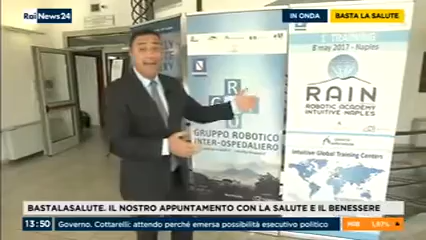 Rai News24
IN ONDA
BASTA LA SALUTE
TRAINING
8 may 2017 - Naples
RAIN
ROBOTIC ACADEMY
INTUITIVE NAPLES
GRUPPO ROBOTICO
INTER-OSPEDALIERO
Intuitive Global Training Centers
BASTALASALUTE. IL NOSTRO APPUNTAMENTO CON LA SALUTE E IL BENESSERE
13:50 Governo. Cottarelli: attendo perché emersa possibilità esecutivo politico